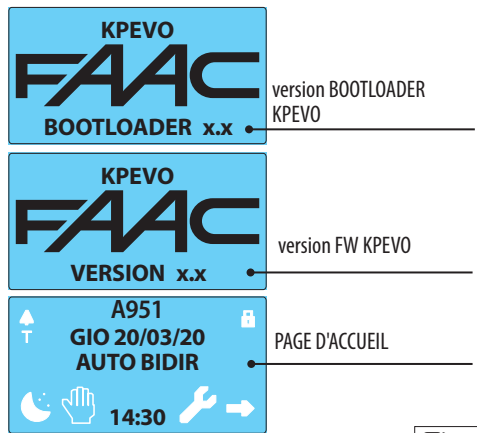 KPEVO
FAAC
BOOTLOADER x.x
version BOOTLOADER
KPEVO
KPEVO
FAAC
VERSION x.x
version FW KPEVO
A951
T
GIO 20/03/20
AUTO BIDIR
PAGE D'ACCUEIL
14:30